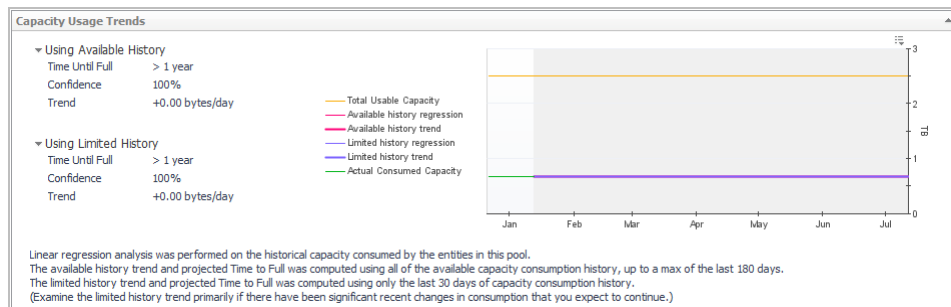 Capacity Usage Trends
Using Available History
Time Until Full > 1 year
Confidence 100%
Trend +0.00 bytes/day
Using Limited History
Time Until Full > 1 year
Confidence 100%
Trend +0.00 bytes/day
Total Usable Capacity
Available history regression
Available history trend
Limited history regression
Limited history trend
Actual Consumed Capacity
3
2
1
0
TB
Jan Feb Mar Apr May Jun Jul
Linear regression analysis was performed on the historical capacity consumed by the entities in this pool.
The available history trend and projected Time to Full was computed using all of the available capacity consumption history, up to a max of the last 180 days.
The limited history trend and projected Time to Full was computed using only the last 30 days of capacity consumption history.
(Examine the limited history trend primarily if there have been significant recent changes in consumption that you expect to continue.)